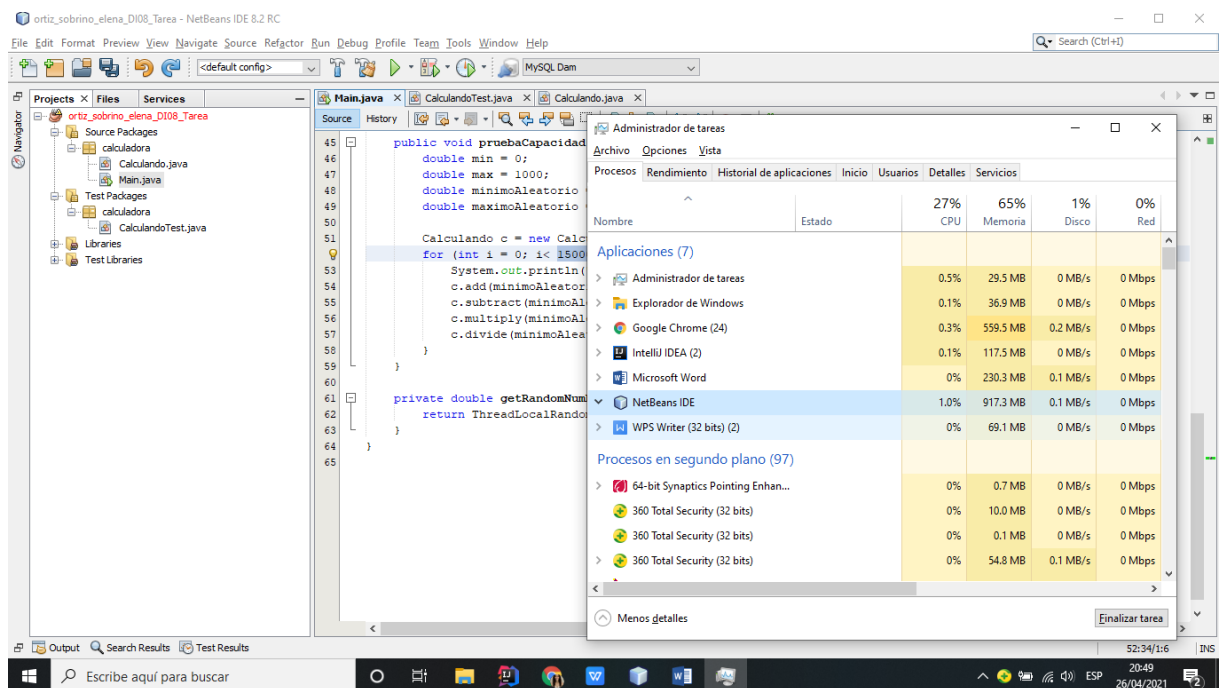 ortiz_sobrino_elena_DI08_Tarea - NetBeans IDE 8.2 RC
File Edit Format Preview View Navigate Source Refactor Run Debug Profile Team Tools Window Help
Search (Ctrl+I)
<default config>
MySQL Dam
Projects Files Services
Navigator
ortiz_sobrino_elena_DI08_Tarea
Source Packages
calculadora
Calculando.java
Main.java
Test Packages
calculadora
CalculandoTest.java
Libraries
Test Libraries
Main.java CalculandoTest.java Calculando.java
Source History
45 public void pruebaCapacidad
46 double min = 0;
47 double max = 1000;
48 double minimoAleatorio
49 double maximoAleatorio
50
51 Calculando c = new Calc
for (int i = 0; i< 1500
53 System.out.println(
54 c.add(minimoAleator
55 c.subtract(minimoAl
56 c.multiply(minimoAl
57 c.divide(minimoAlea
58 }
59 }
60
61 private double getRandomNum
62 return ThreadLocalRando
63 }
64 }
65
Administrador de tareas
Archivo Opciones Vista
Procesos Rendimiento Historial de aplicaciones Inicio Usuarios Detalles Servicios
27% 65% 1% 0%
Nombre Estado CPU Memoria Disco Red
Aplicaciones (7)
Administrador de tareas 0.5% 29.5 MB 0 MB/s 0 Mbps
Explorador de Windows 0.1% 36.9 MB 0 MB/s 0 Mbps
Google Chrome (24) 0.3% 559.5 MB 0.2 MB/s 0 Mbps
IntelliJ IDEA (2) 0.1% 117.5 MB 0 MB/s 0 Mbps
Microsoft Word 0% 230.3 MB 0.1 MB/s 0 Mbps
NetBeans IDE 1.0% 917.3 MB 0.1 MB/s 0 Mbps
WPS Writer (32 bits) (2) 0% 69.1 MB 0 MB/s 0 Mbps
Procesos en segundo plano (97)
64-bit Synaptics Pointing Enhan... 0% 0.7 MB 0 MB/s 0 Mbps
360 Total Security (32 bits) 0% 10.0 MB 0 MB/s 0 Mbps
360 Total Security (32 bits) 0% 0.1 MB 0 MB/s 0 Mbps
360 Total Security (32 bits) 0% 54.8 MB 0.1 MB/s 0 Mbps
Menos detalles
Finalizar tarea
Output Search Results Test Results
52:34/1:6 INS
Escribe aquí para buscar
ESP
20:49
26/04/2021
2